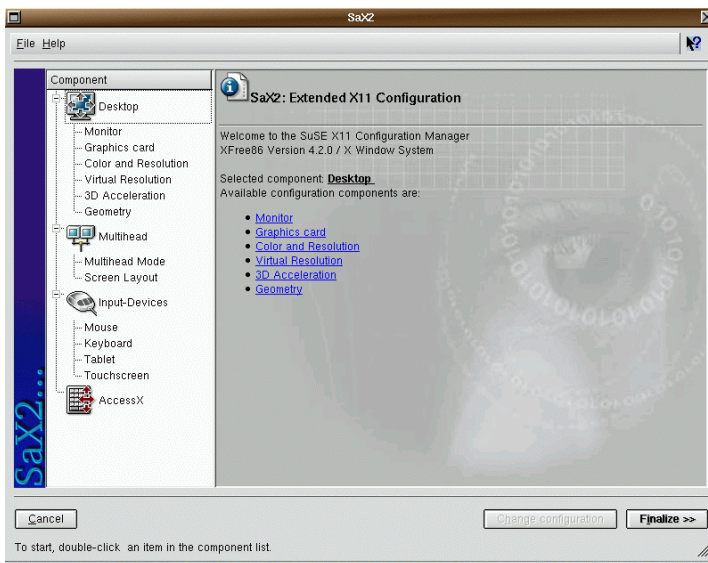 SaX2
File Help
Component
Desktop
Monitor
Graphics card
Color and Resolution
Virtual Resolution
3D Acceleration
Geometry
Multihead
Multihead Mode
Screen Layout
Input-Devices
Mouse
Keyboard
Tablet
Touchscreen
AccessX
SaX2...
SaX2: Extended X11 Configuration
Welcome to the SuSE X11 Configuration Manager
XFree86 Version 4.2.0 / X Window System
Selected component: Desktop
Available configuration components are:
Monitor
Graphics card
Color and Resolution
Virtual Resolution
3D Acceleration
Geometry
Cancel
Change configuration
Finalize >>
To start, double-click an item in the component list.